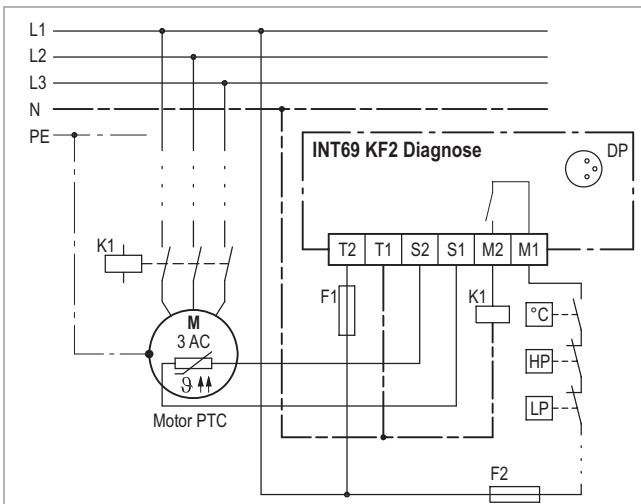 L1
L2
L3
N
PE
INT69 KF2 Diagnose
DP
T2 T1 S2 S1 M2 M1
K1
F1
K1
°C
M
3 AC
HP
ϑ
LP
Motor PTC
F2